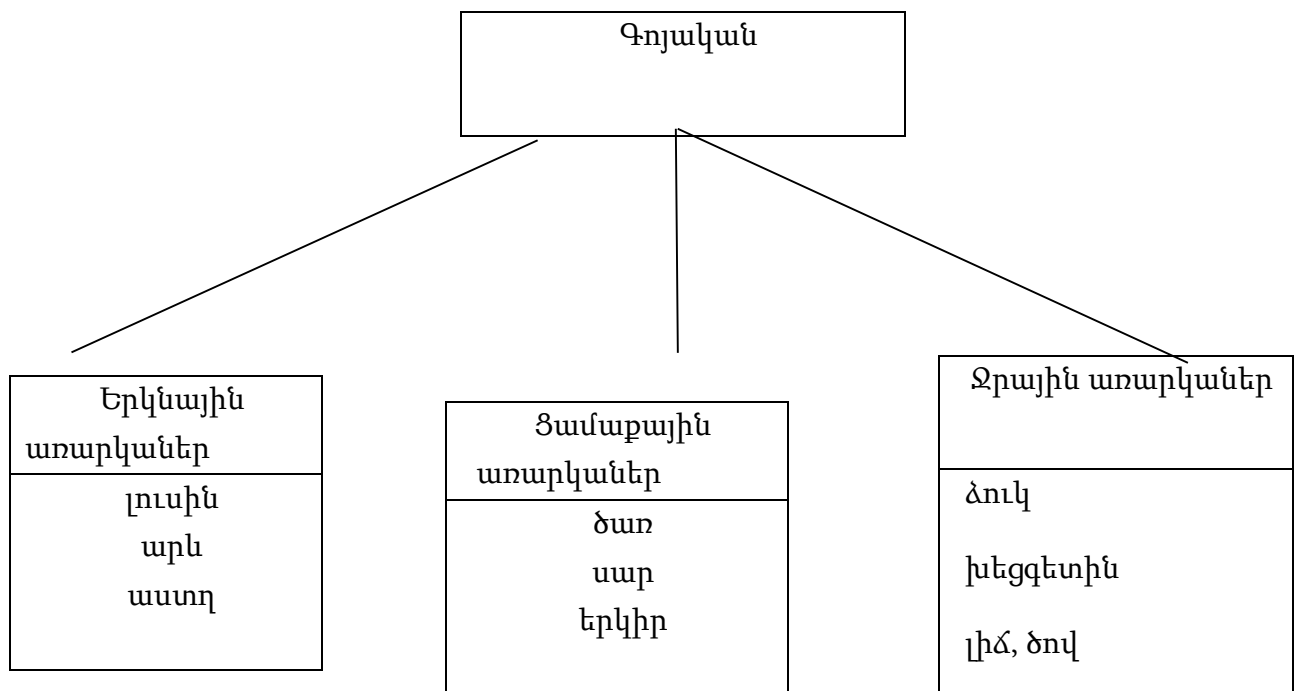 Գոյական
Երկնային
առարկաներ
լուսին
արև
աստղ
Ցամաքային
առարկաներ
ծառ
սար
երկիր
Ջրային առարկաներ
ձուկ
խեցգետին
լիճ, ծով